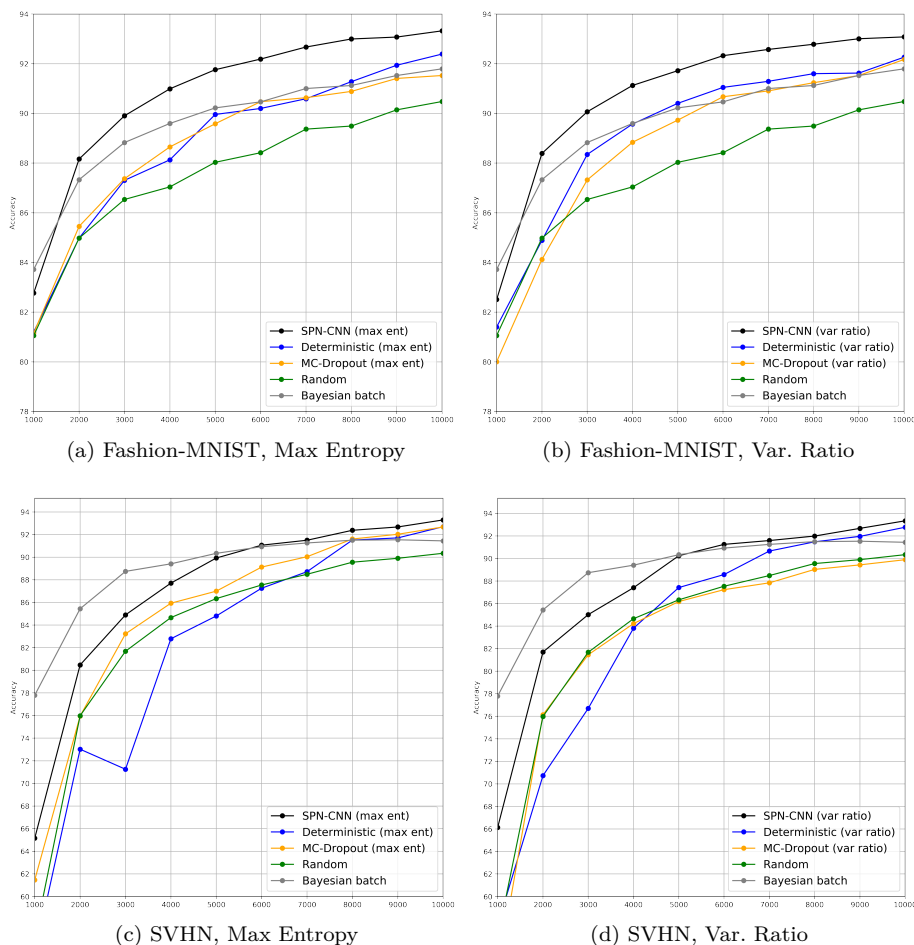 94
92
90
88
86
84
82
80
78
Accuracy
1000 2000 3000 4000 5000 6000 7000 8000 9000 10000
SPN-CNN (max ent)
Deterministic (max ent)
MC-Dropout (max ent)
Random
Bayesian batch
(a) Fashion-MNIST, Max Entropy
94
92
90
88
86
84
82
80
78
1000 2000 3000 4000 5000 6000 7000 8000 9000 10000
SPN-CNN (var ratio)
Deterministic (var ratio)
MC-Dropout (var ratio)
Random
Bayesian batch
(b) Fashion-MNIST, Var. Ratio
94
92
90
88
86
84
82
80
78
76
74
72
70
68
66
64
62
60
Accuracy
1000 2000 3000 4000 5000 6000 7000 8000 9000 10000
SPN-CNN (max ent)
Deterministic (max ent)
MC-Dropout (max ent)
Random
Bayesian batch
(c) SVHN, Max Entropy
94
92
90
88
86
84
82
80
78
76
74
72
70
68
66
64
62
60
1000 2000 3000 4000 5000 6000 7000 8000 9000 10000
SPN-CNN (var ratio)
Deterministic (var ratio)
MC-Dropout (var ratio)
Random
Bayesian batch
(d) SVHN, Var. Ratio